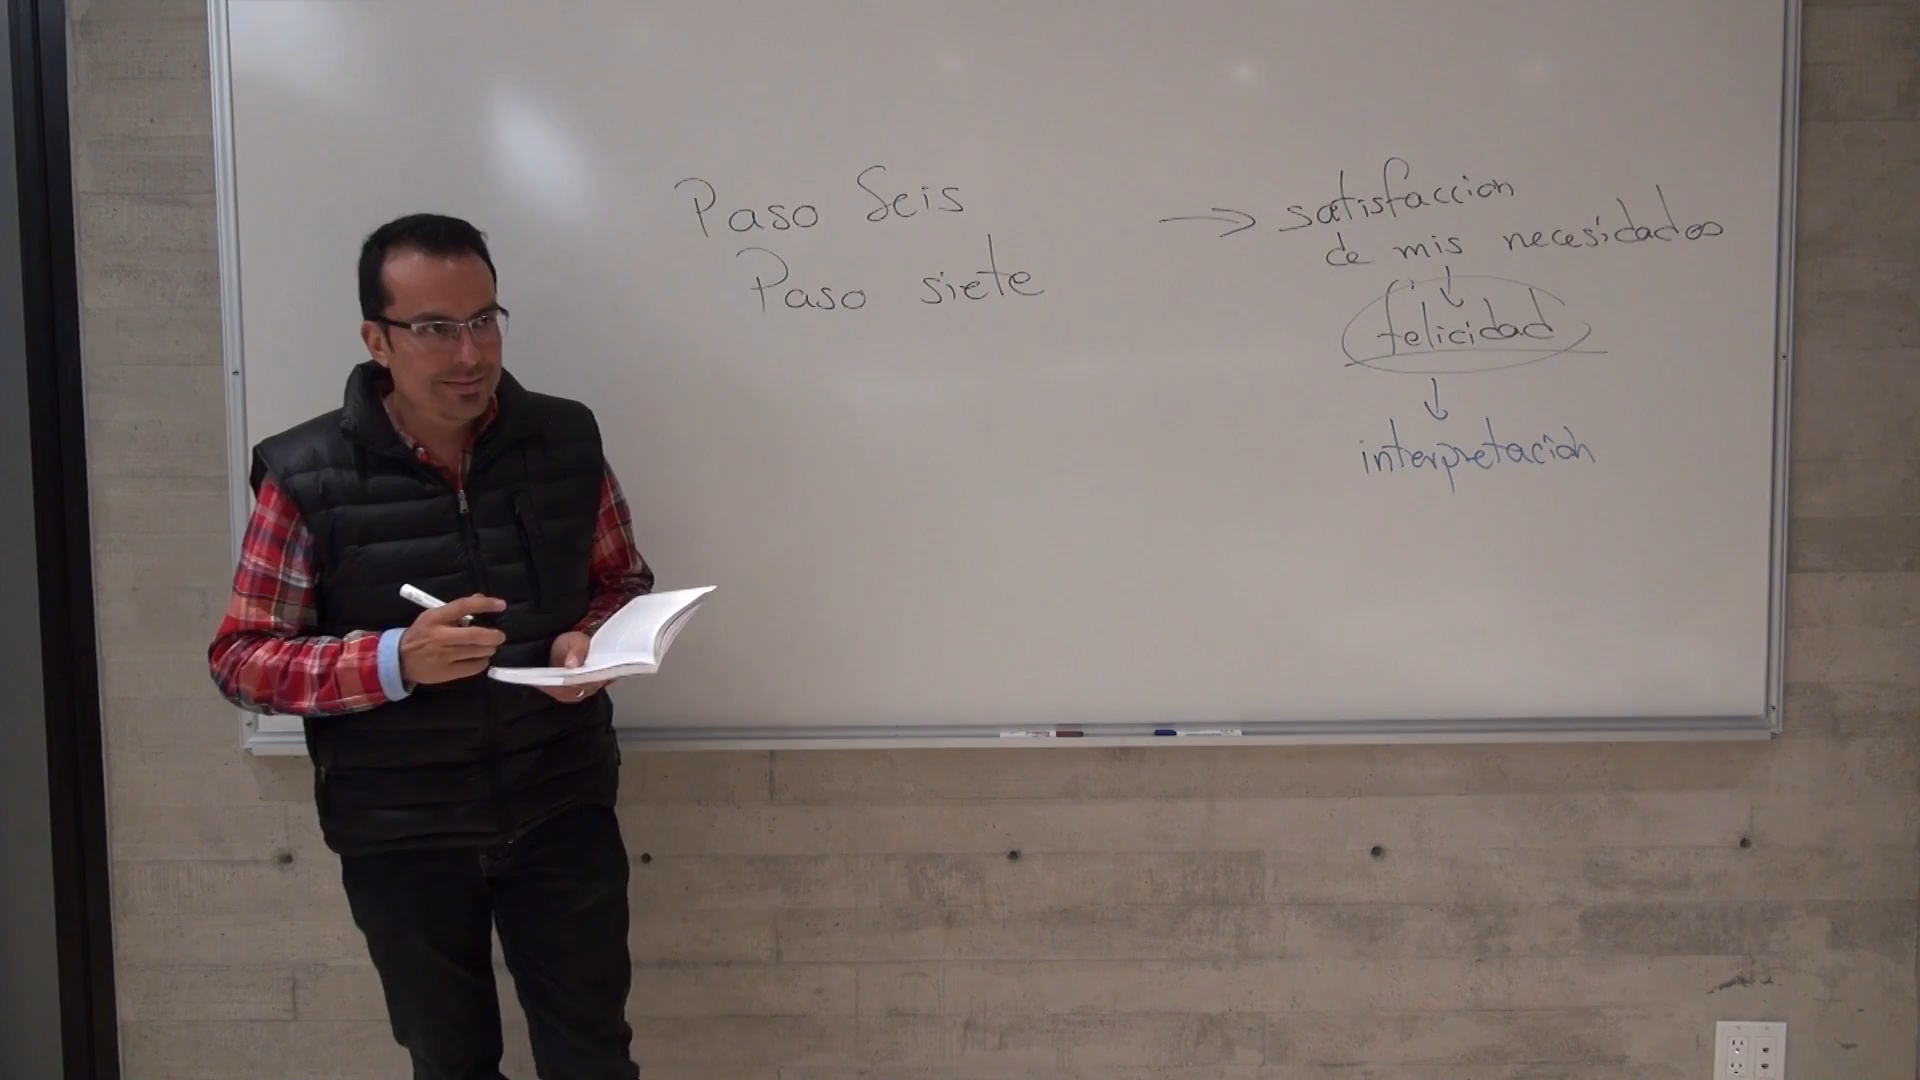 Paso Seis
Paso siete
→ satisfaccion
de mis necesidades
↓
felicidad
↓
interpretación